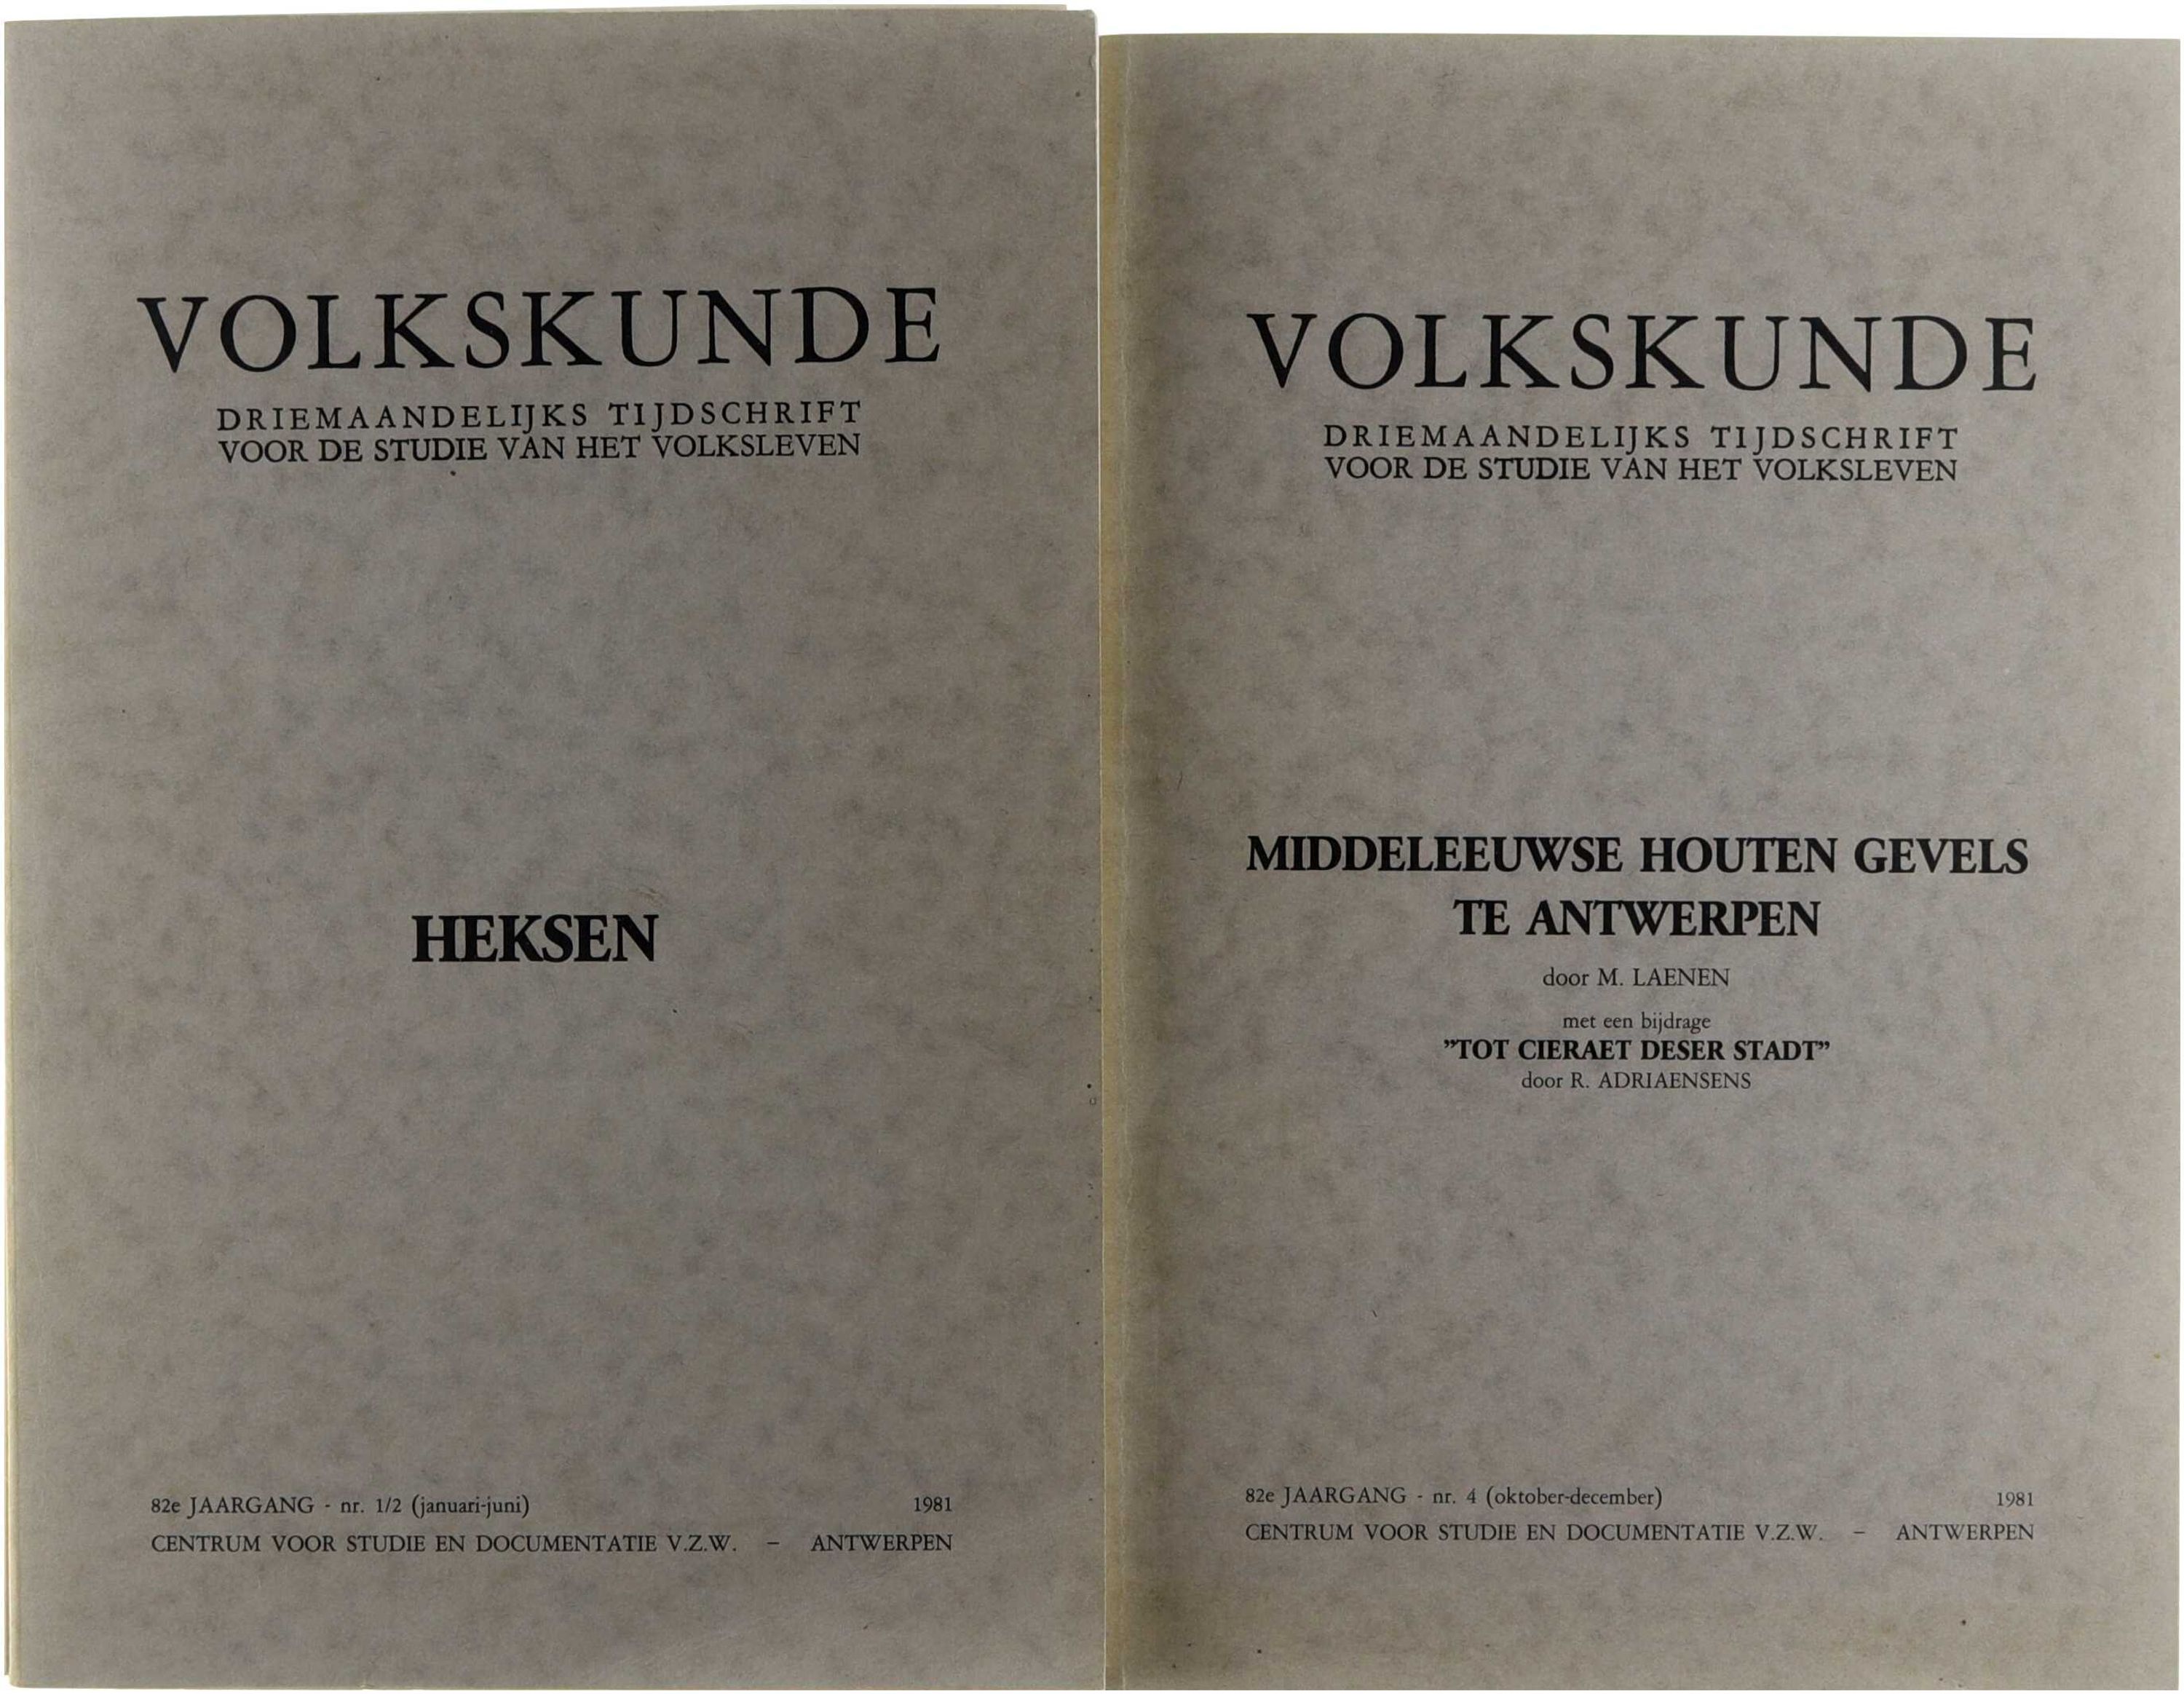 VOLKSKUNDE
DRIEMAANDELIJKS TIJDSCHRIFT
VOOR DE STUDIE VAN HET VOLKSLEVEN
HEKSEN
82e JAARGANG - nr. 1/2 (januari-juni) 1981
CENTRUM VOOR STUDIE EN DOCUMENTATIE V.Z.W. – ANTWERPEN
VOLKSKUNDE
DRIEMAANDELIJKS TIJDSCHRIFT
VOOR DE STUDIE VAN HET VOLKSLEVEN
MIDDELEEUWSE HOUTEN GEVELS
TE ANTWERPEN
door M. LAENEN
met een bijdrage
”TOT CIERAET DESER STADT”
door R. ADRIAENSENS
82e JAARGANG - nr. 4 (oktober-december) 1981
CENTRUM VOOR STUDIE EN DOCUMENTATIE V.Z.W. – ANTWERPEN